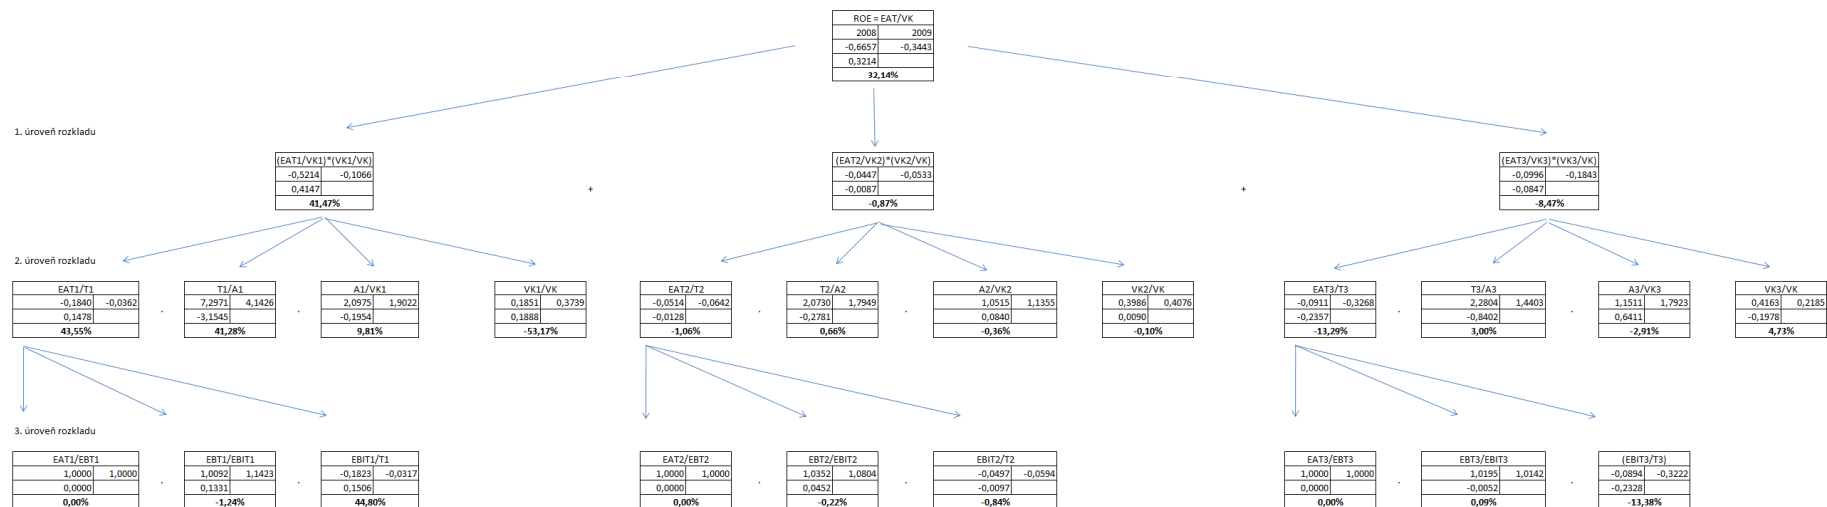 ROE = EAT/VK
2008 2009
-0,6657 -0,3443
0,3214
32,14%
1. úroveň rozkladu
(EAT1/VK1)*(VK1/VK) (EAT2/VK2)*(VK2/VK) (EAT3/VK3)*(VK3/VK)
-0,5214 -0,1066 -0,0447 -0,0533 -0,0996 -0,1843
0,4147 + -0,0087 + -0,0847
41,47% -0,87% -8,47%
2. úroveň rozkladu
EAT1/T1 T1/A1 A1/VK1 VK1/VK EAT2/T2 T2/A2 A2/VK2 VK2/VK EAT3/T3 T3/A3 A3/VK3 VK3/VK
-0,1840 -0,0362 7,2971 4,1426 2,0975 1,9022 0,1851 0,3739 -0,0514 -0,0642 2,0730 1,7949 1,0515 1,1355 0,3986 0,4076 -0,0911 -0,3268 2,2804 1,4403 1,1511 1,7923 0,4163 0,2185
0,1478 . -3,1545 . -0,1954 0,1888 -0,0128 . -0,2781 . 0,0840 0,0090 -0,2357 . -0,8402 . 0,6411 -0,1978
43,55% 41,28% 9,81% -53,17% -1,06% 0,66% -0,36% -0,10% -13,29% 3,00% -2,91% 4,73%
3. úroveň rozkladu
EAT1/EBT1 EBT1/EBIT1 EBIT1/T1 EAT2/EBT2 EBT2/EBIT2 EBIT2/T2 EAT3/EBT3 EBT3/EBIT3 (EBIT3/T3)
1,0000 1,0000 1,0092 1,1423 -0,1823 -0,0317 1,0000 1,0000 1,0352 1,0804 -0,0497 -0,0594 1,0000 1,0000 1,0195 1,0142 -0,0894 -0,3222
0,0000 . 0,1331 . 0,1506 0,0000 . 0,0452 . -0,0097 0,0000 . -0,0052 . -0,2328
0,00% -1,24% 44,80% 0,00% -0,22% -0,84% 0,00% 0,09% -13,38%